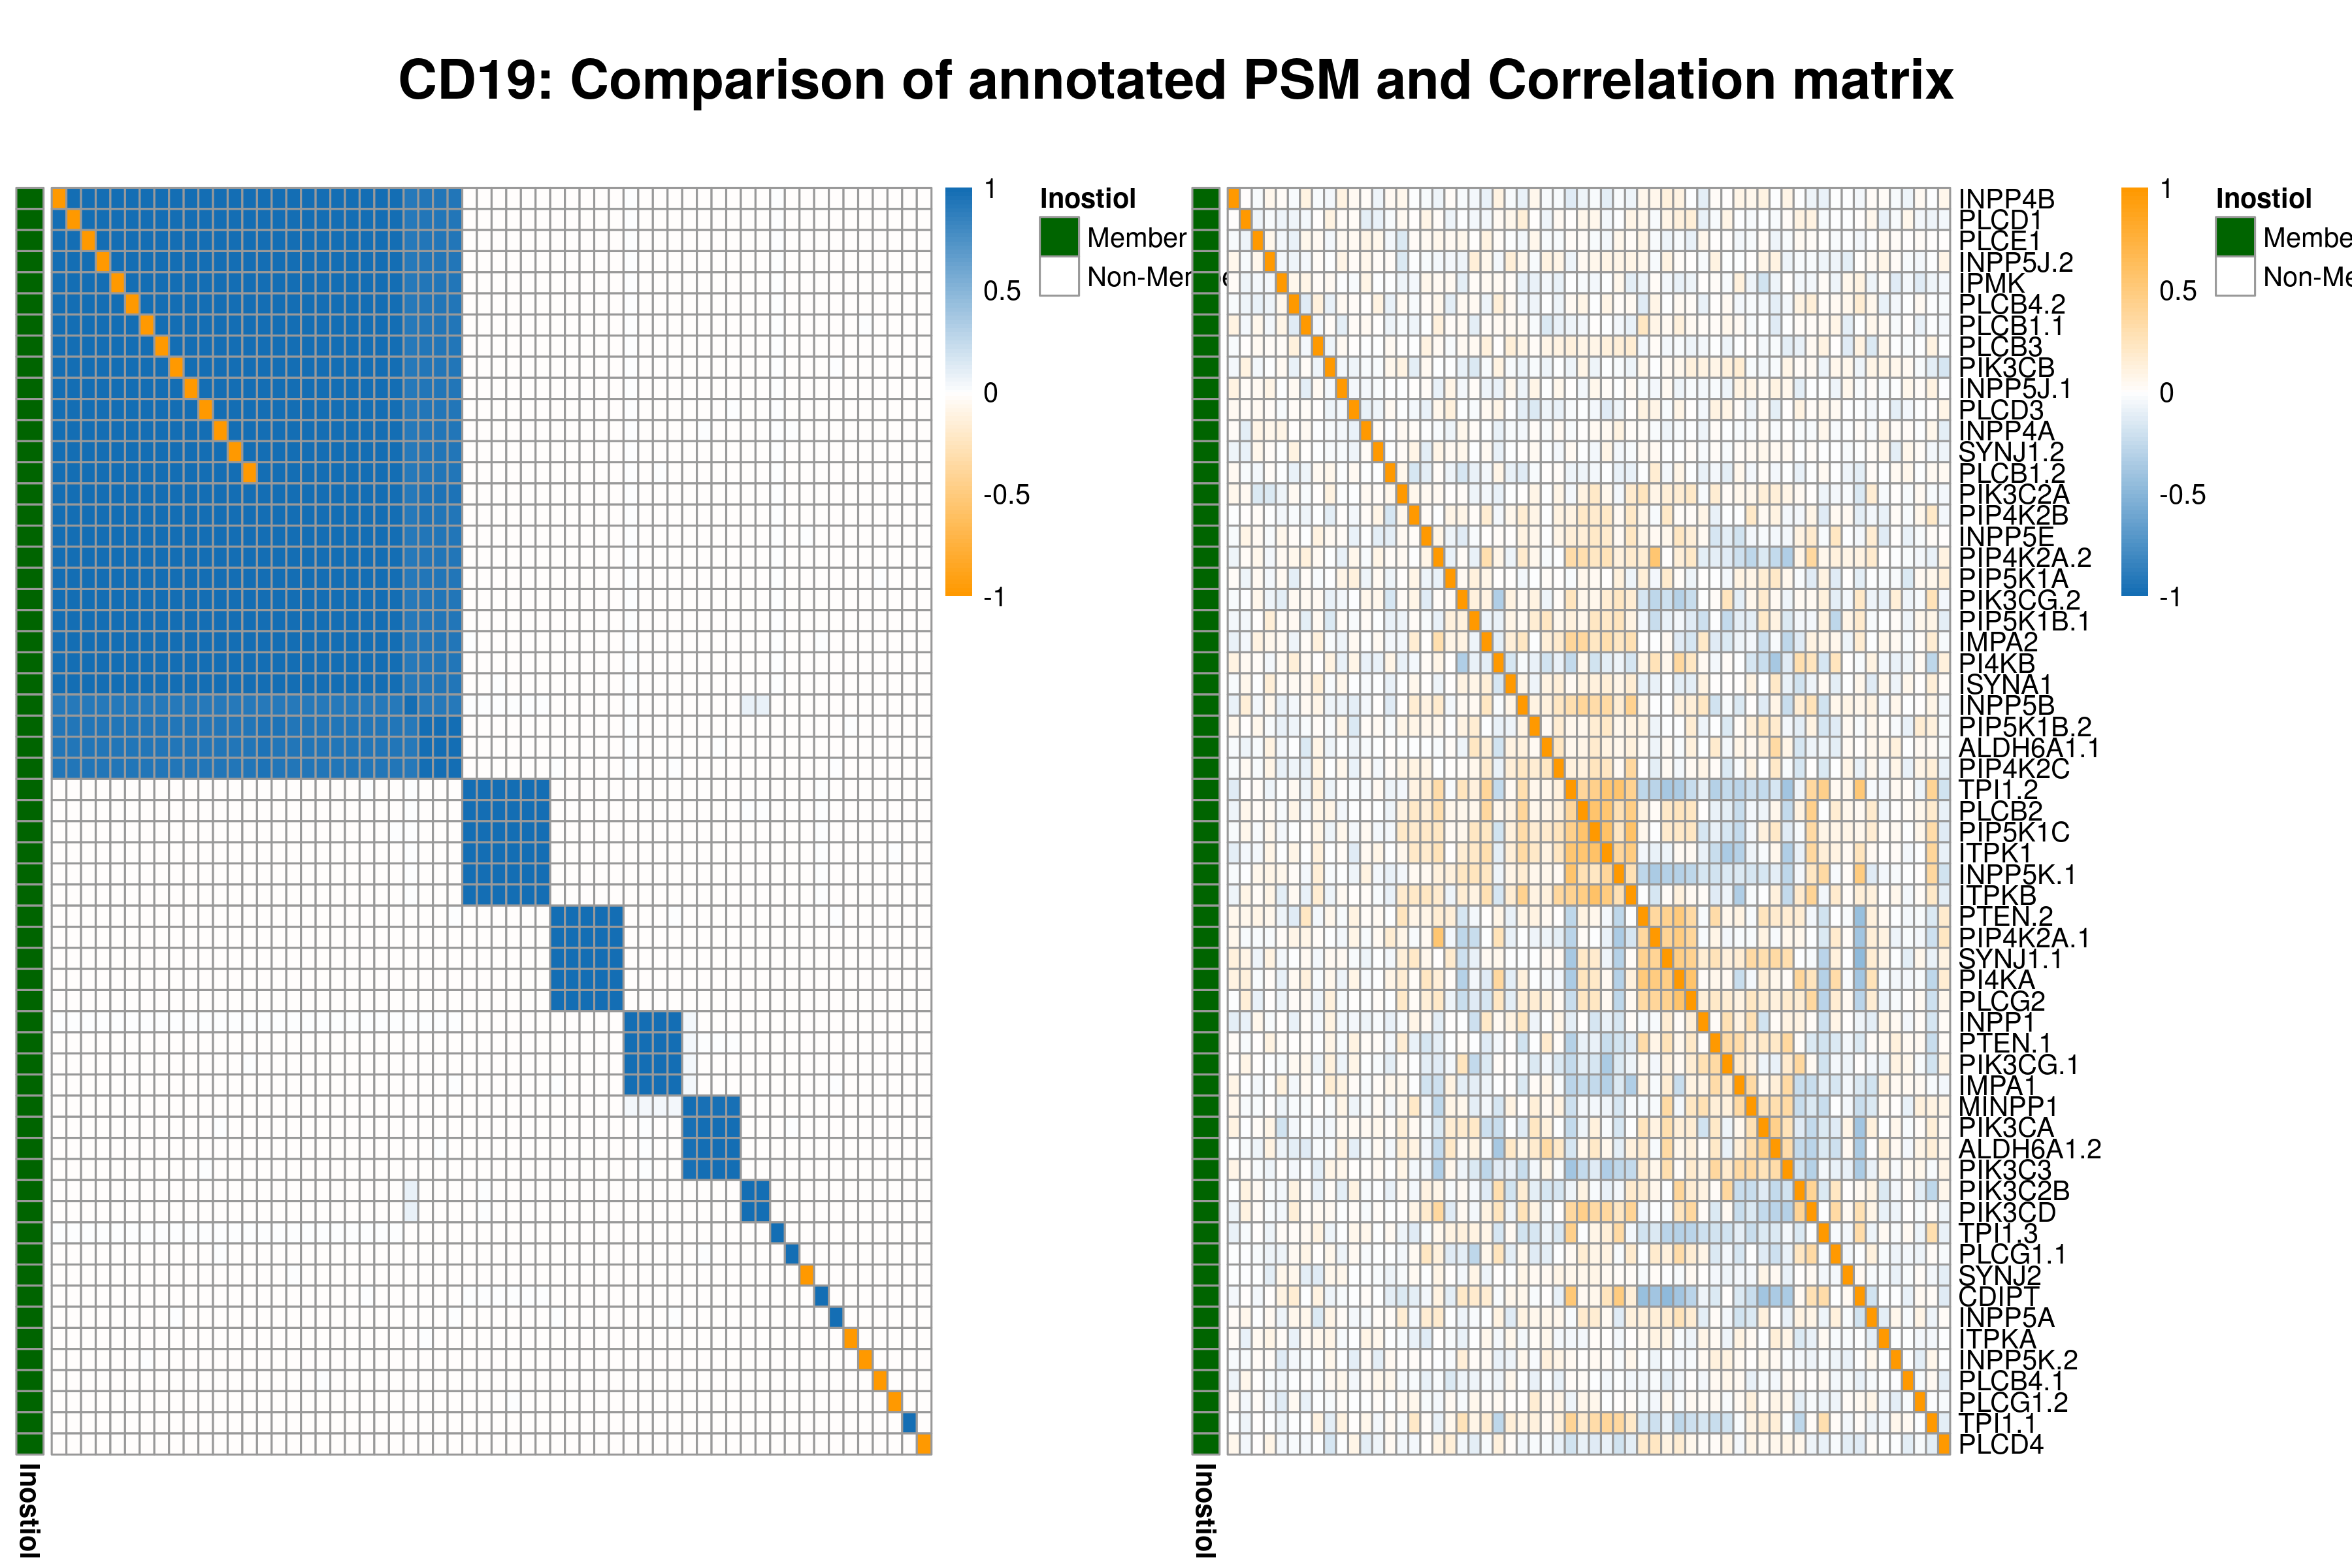 CD19: Comparison of annotated PSM and Correlation matrix
1
0.5
0
-0.5
-1
Inostiol
Member
Non-Mem
Inostiol
INPP4B
PLCD1
PLCE1
INPP5J.2
IPMK
PLCB4.2
PLCB1.1
PLCB3
PIK3CB
INPP5J.1
PLCD3
INPP4A
SYNJ1.2
PLCB1.2
PIK3C2A
PIP4K2B
INPP5E
PIP4K2A.2
PIP5K1A
PIK3CG.2
PIP5K1B.1
IMPA2
PI4KB
ISYNA1
INPP5B
PIP5K1B.2
ALDH6A1.1
PIP4K2C
TPI1.2
PLCB2
PIP5K1C
ITPK1
INPP5K.1
ITPKB
PTEN.2
PIP4K2A.1
SYNJ1.1
PI4KA
PLCG2
INPP1
PTEN.1
PIK3CG.1
IMPA1
MINPP1
PIK3CA
ALDH6A1.2
PIK3C3
PIK3C2B
PIK3CD
TPI1.3
PLCG1.1
SYNJ2
CDIPT
INPP5A
ITPKA
INPP5K.2
PLCB4.1
PLCG1.2
TPI1.1
PLCD4
1
0.5
0
-0.5
-1
Inostiol
Membe
Non-Me
Inostiol